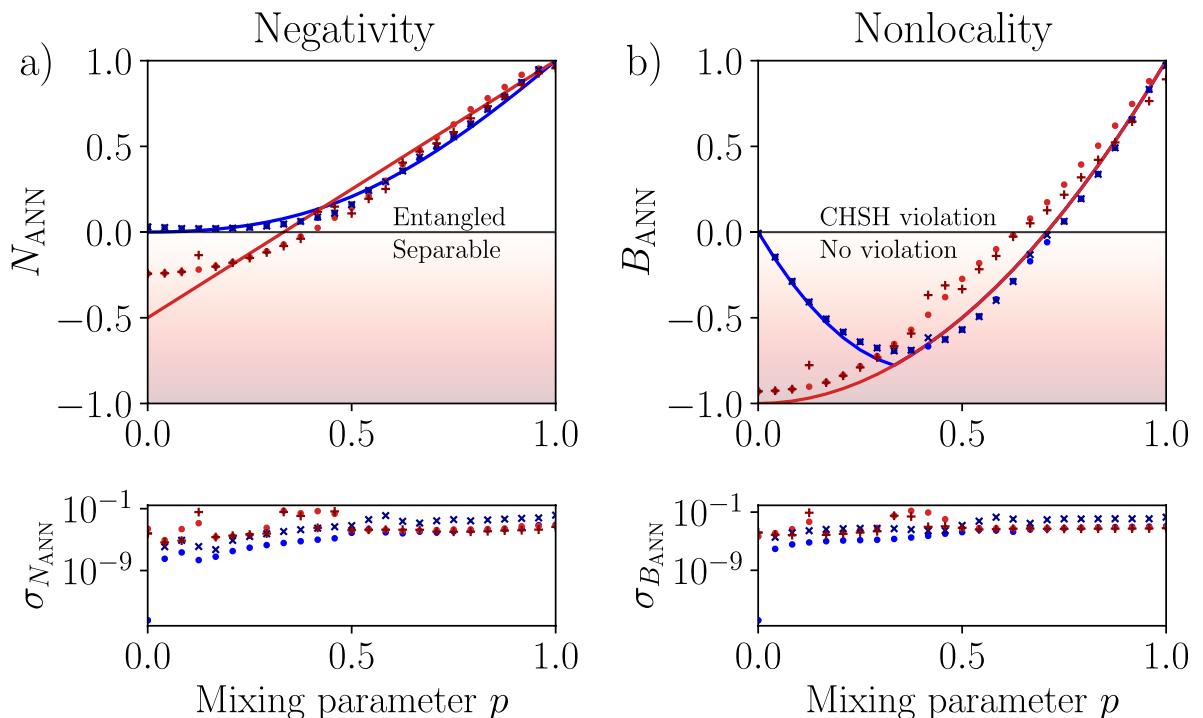 Negativity
a)
1.0
0.5
0.0
−0.5
−1.0
N_ANN
Entangled
Separable
0.0 0.5 1.0
10^-1
10^-9
σ_N_ANN
0.0 0.5 1.0
Mixing parameter p
Nonlocality
b)
1.0
0.5
0.0
−0.5
−1.0
B_ANN
CHSH violation
No violation
0.0 0.5 1.0
10^-1
10^-9
σ_B_ANN
0.0 0.5 1.0
Mixing parameter p